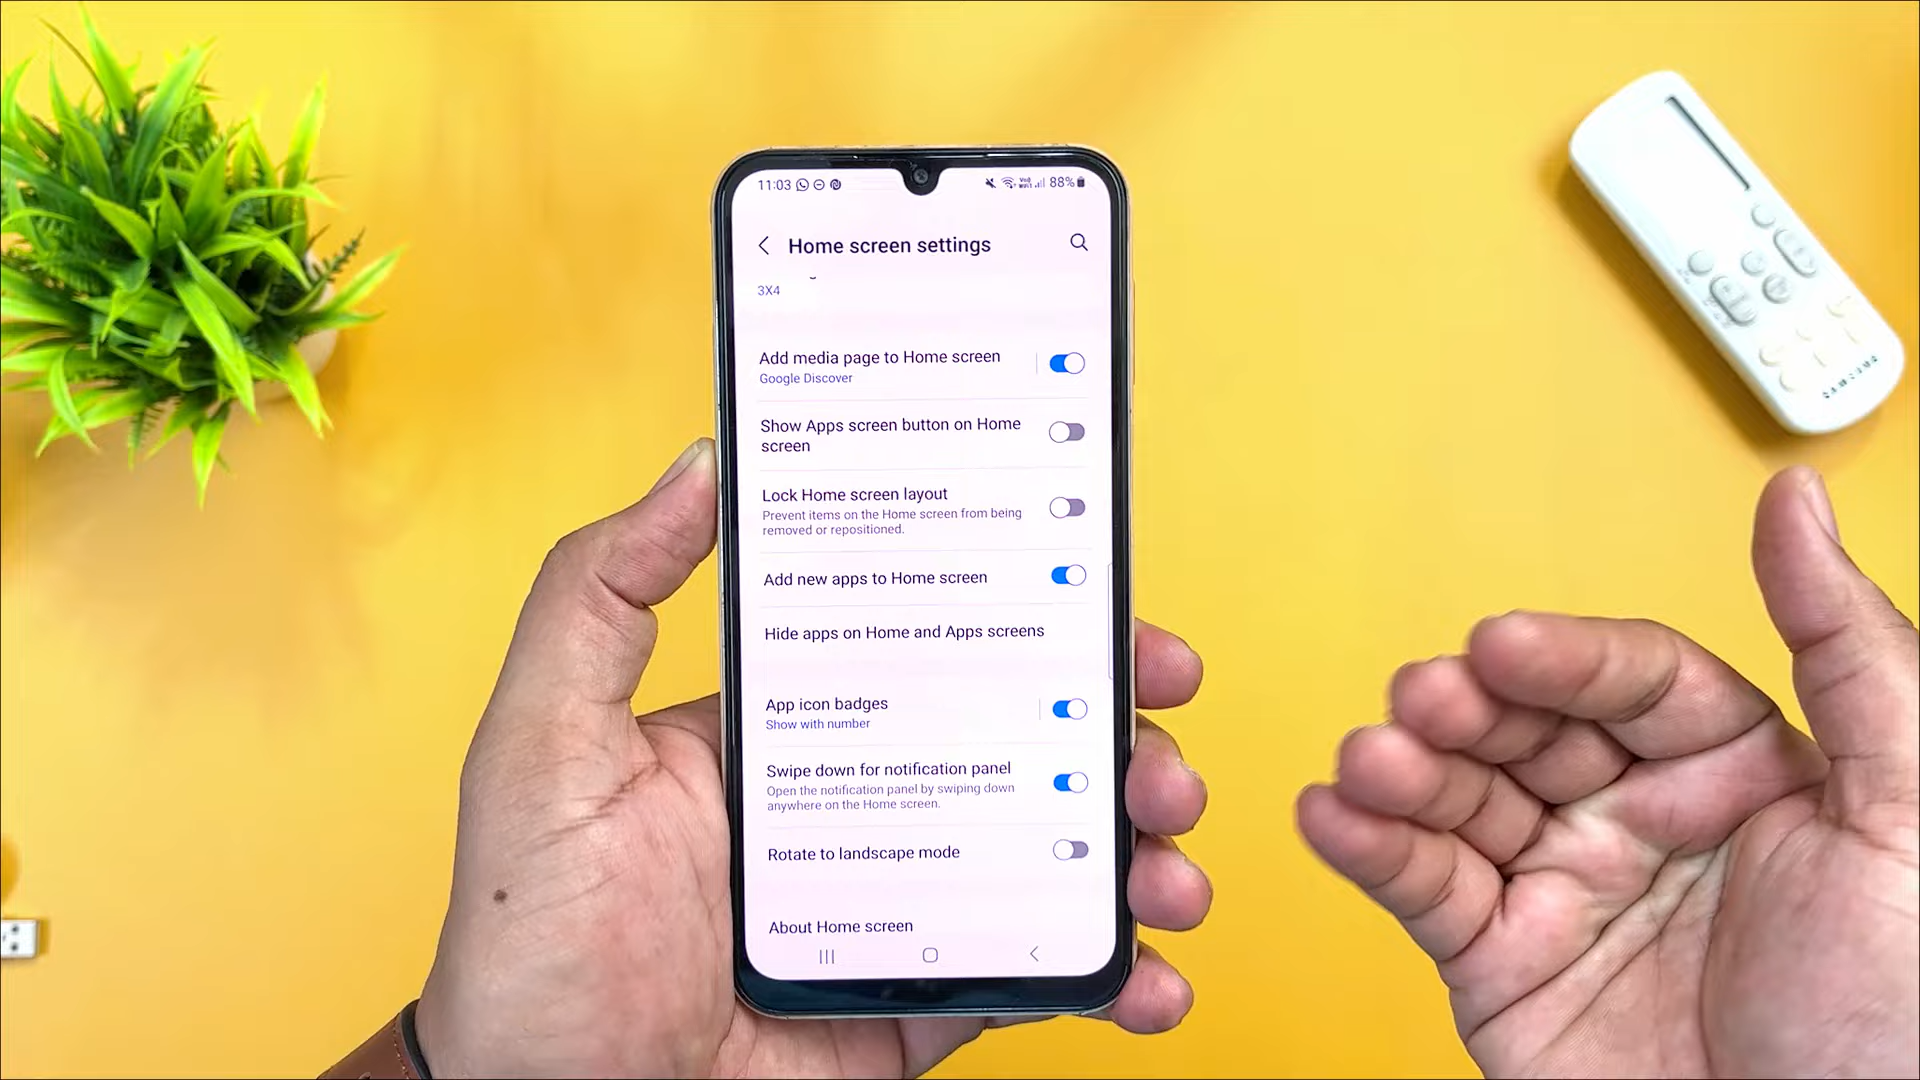 11:03 88%
Home screen settings
3X4
Add media page to Home screen
Google Discover
Show Apps screen button on Home
screen
Lock Home screen layout
Prevent items on the Home screen from being
removed or repositioned.
Add new apps to Home screen
Hide apps on Home and Apps screens
App icon badges
Show with number
Swipe down for notification panel
Open the notification panel by swiping down
anywhere on the Home screen.
Rotate to landscape mode
About Home screen
SAMSUNG